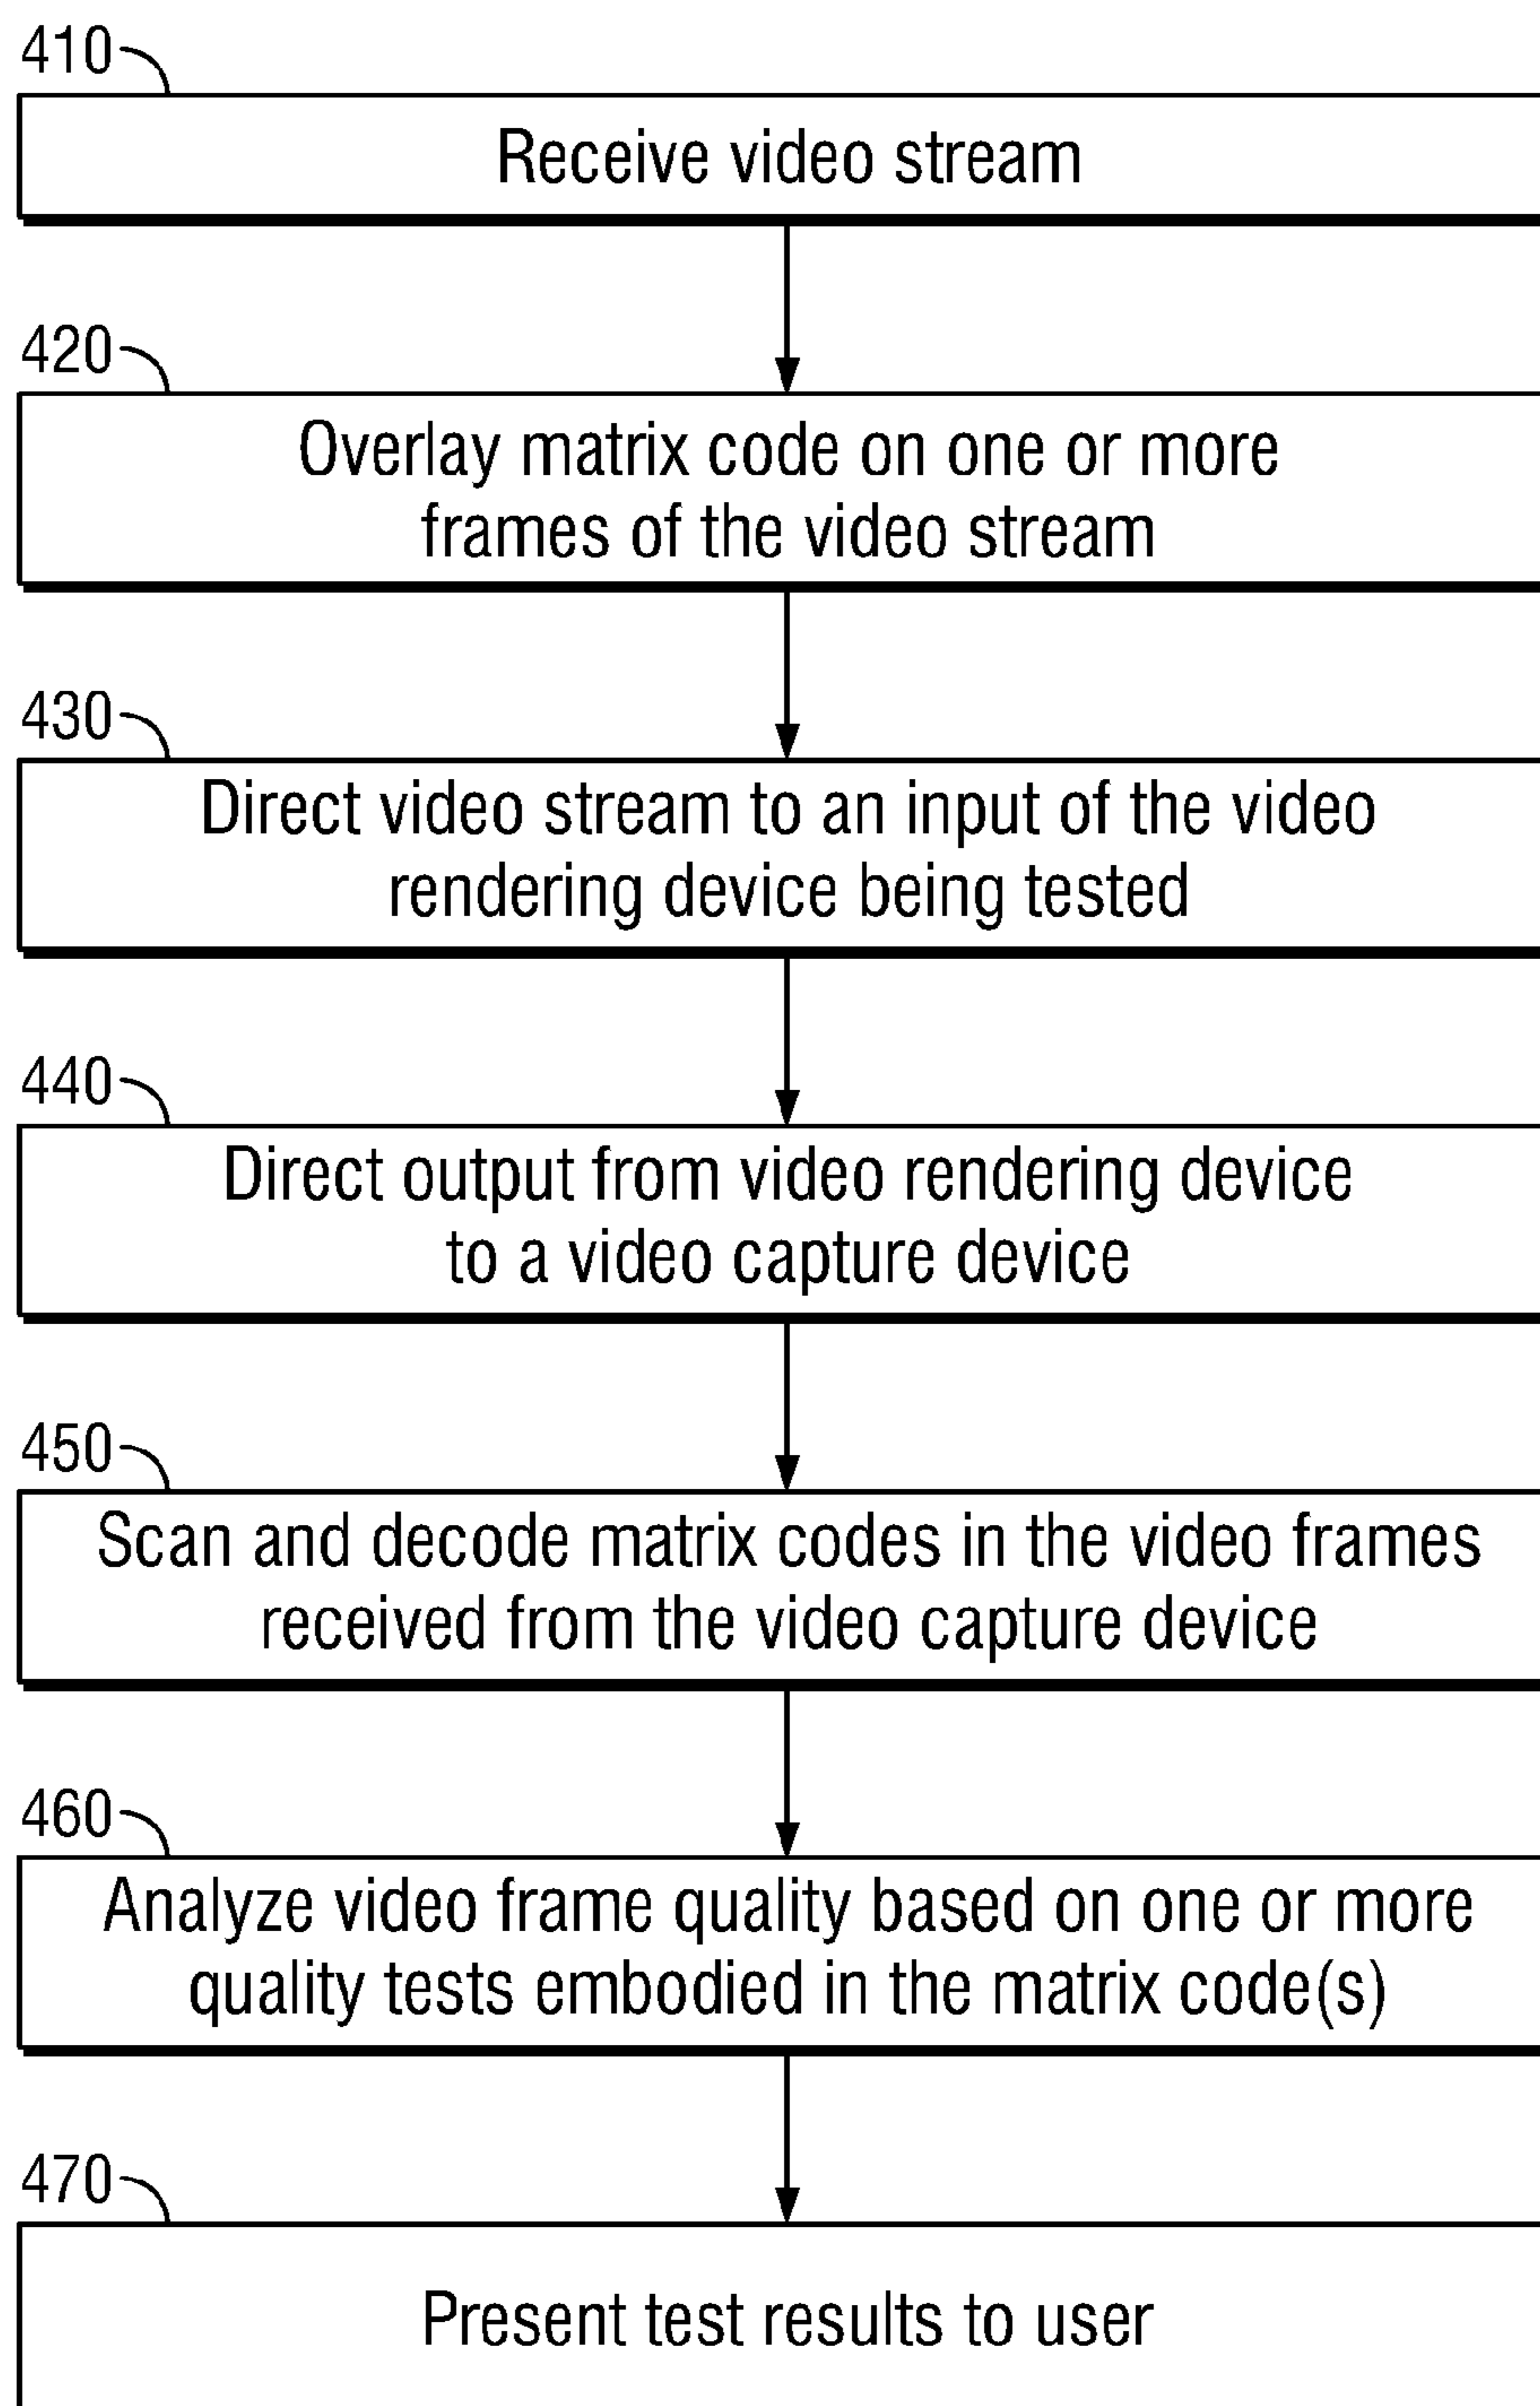 410
Receive video stream
420
Overlay matrix code on one or more
frames of the video stream
430
Direct video stream to an input of the video
rendering device being tested
440
Direct output from video rendering device
to a video capture device
450
Scan and decode matrix codes in the video frames
received from the video capture device
460
Analyze video frame quality based on one or more
quality tests embodied in the matrix code(s)
470
Present test results to user